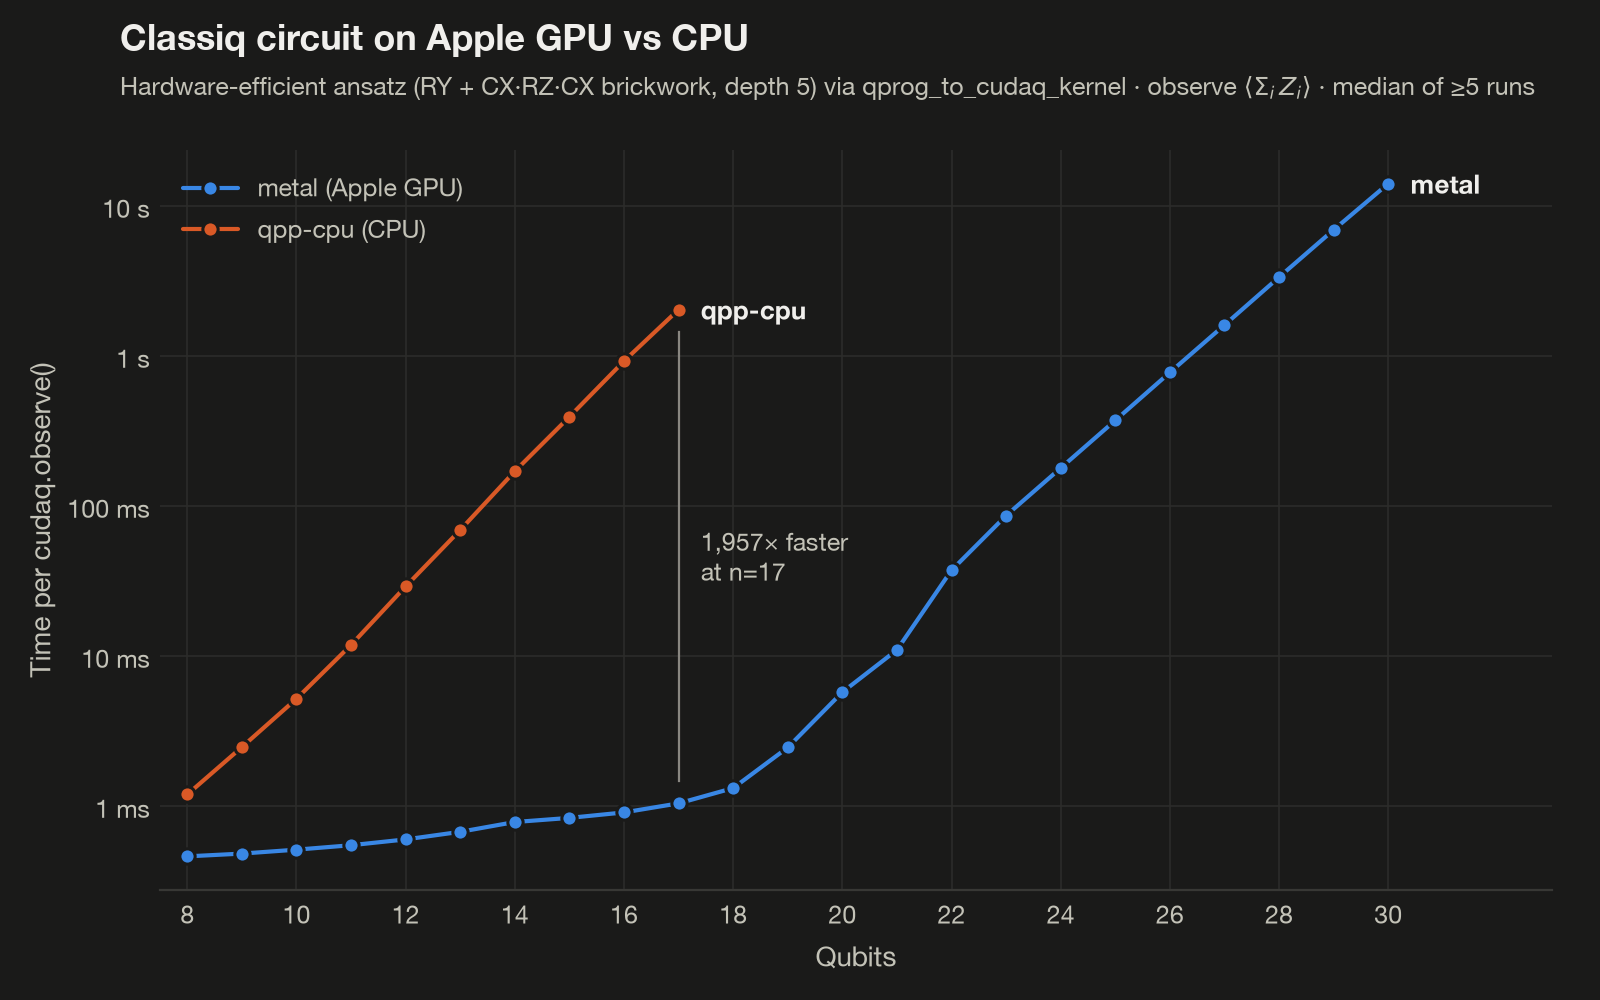 Classiq circuit on Apple GPU vs CPU
Hardware-efficient ansatz (RY + CX·RZ·CX brickwork, depth 5) via qprog_to_cudaq_kernel · observe ⟨Σᵢ Zᵢ⟩ · median of ≥5 runs
metal (Apple GPU)
qpp-cpu (CPU)
metal
qpp-cpu
1,957× faster
at n=17
10 s
1 s
100 ms
10 ms
1 ms
Time per cudaq.observe()
8 10 12 14 16 18 20 22 24 26 28 30
Qubits